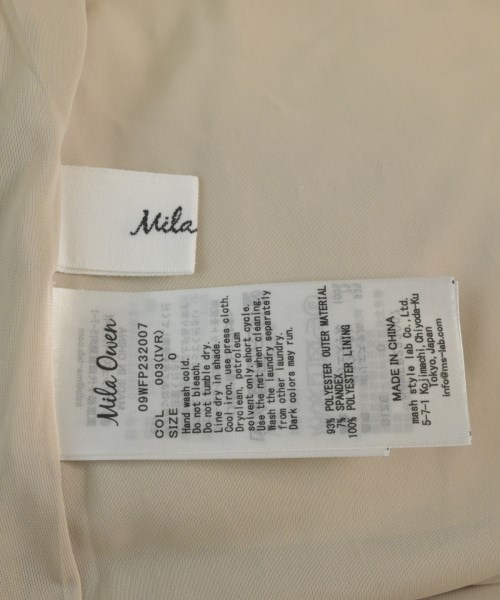 Mila
Mila Owen
09WFP232007
COL 003(IVR)
SIZE 0
Hand wash cold.
Do not bleach.
Do not tumble dry.
Line dry in shade.
Cool iron, use press cloth.
Dryclean, petroleum
solvent only. short cycle.
Use the net when cleaning.
Wash the laundry separately
from other laundry.
Dark colors may run.
93% POLYESTER OUTER MATERIAL
7% SPANDEX
100% POLYESTER LINING
MADE IN CHINA
mash style lab Co., Ltd.
5-7-1 Kojimachi, Chiyoda-Ku
Tokyo Japan
info@ms-lab.com